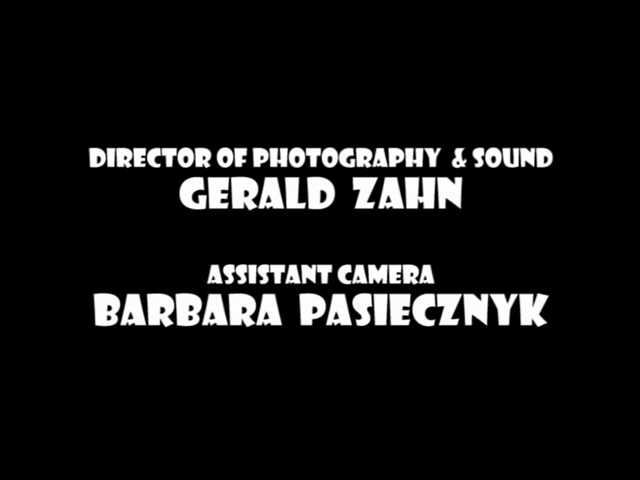 DIRECTOR OF PHOTOGRAPHY & SOUND
GERALD ZAHN
ASSISTANT CAMERA
BARBARA PASIECZNYK